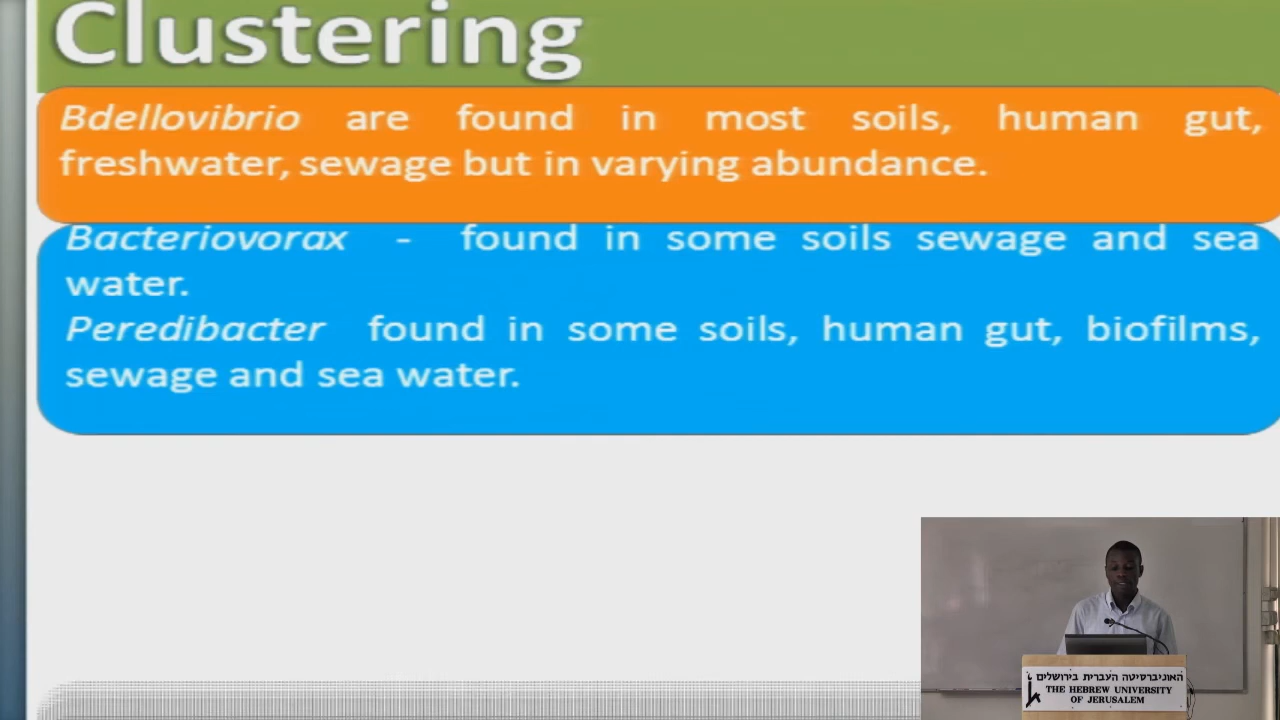 Clustering
Bdellovibrio are found in most soils, human gut,
freshwater, sewage but in varying abundance.
Bacteriovorax - found in some soils sewage and sea
water.
Peredibacter found in some soils, human gut, biofilms,
sewage and sea water.
האוניברסיטה העברית בירושלים
THE HEBREW UNIVERSITY
OF JERUSALEM